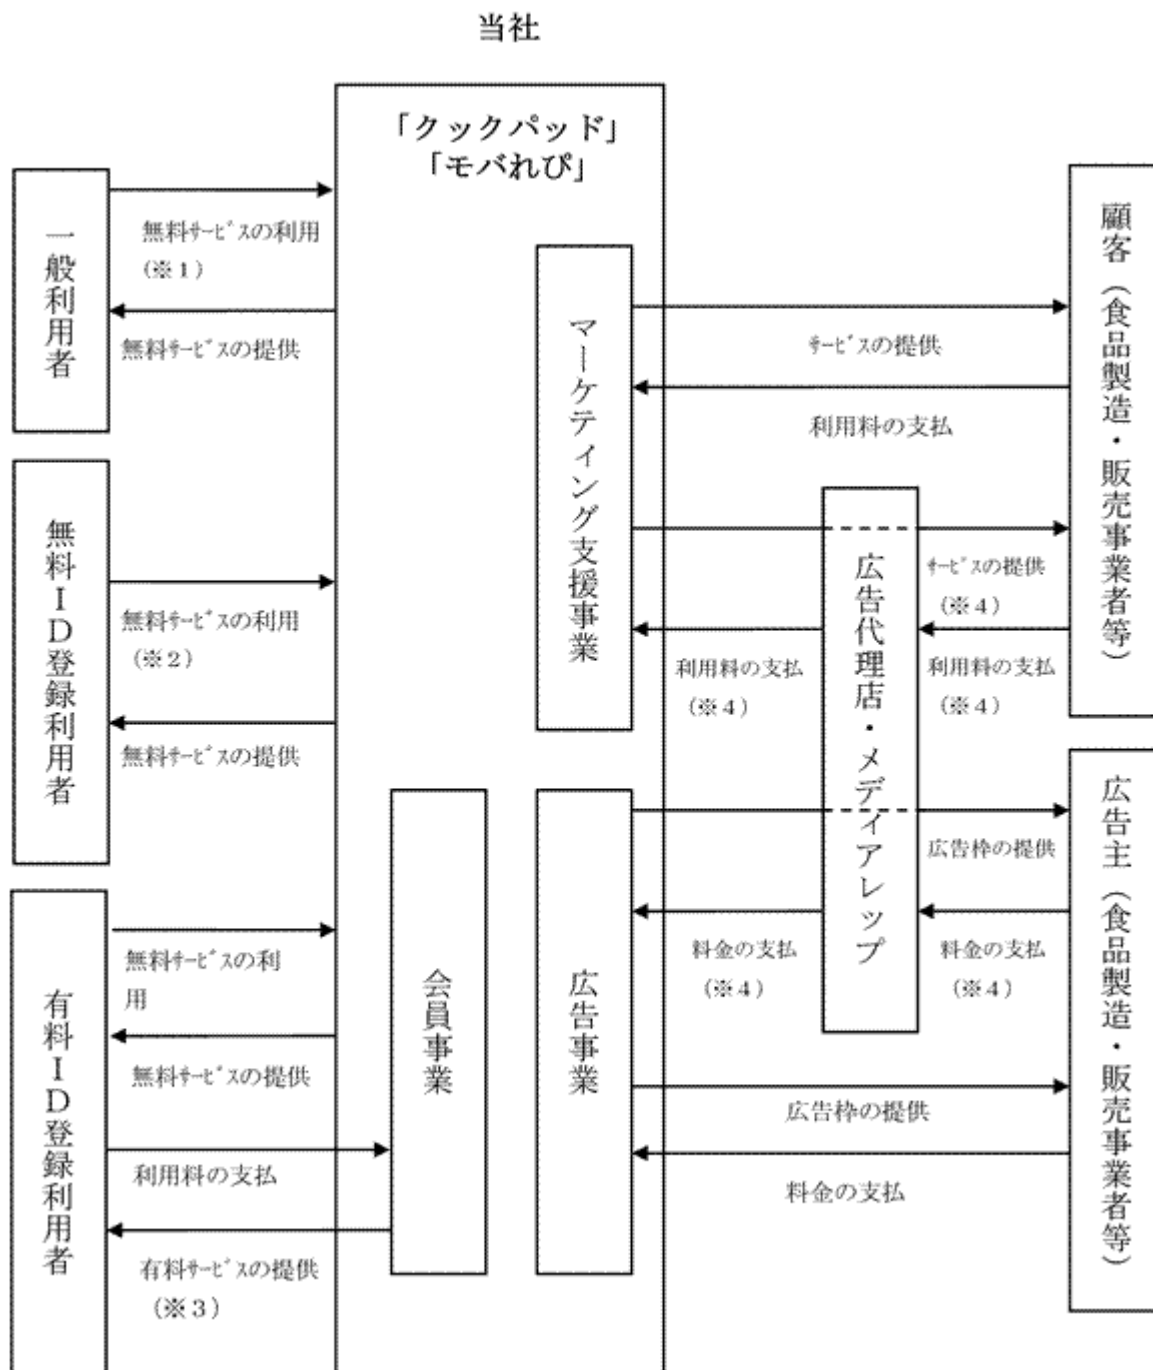 当社
「クックパッド」
「モバれぴ」
一般利用者
無料サービスの利用
(※1)
無料サービスの提供
無料ID登録利用者
無料サービスの利用
(※2)
無料サービスの提供
有料ID登録利用者
無料サービスの利
用
無料サービスの提供
利用料の支払
有料サービスの提供
(※3)
会員事業
マーケティング支援事業
広告事業
サービスの提供
利用料の支払
広告代理店・メディアレップ
サービスの提供
(※4)
利用料の支払
(※4)
利用料の支払
(※4)
広告枠の提供
料金の支払
(※4)
料金の支払
(※4)
広告枠の提供
料金の支払
顧客(食品製造・販売事業者等)
広告主(食品製造・販売事業者等)